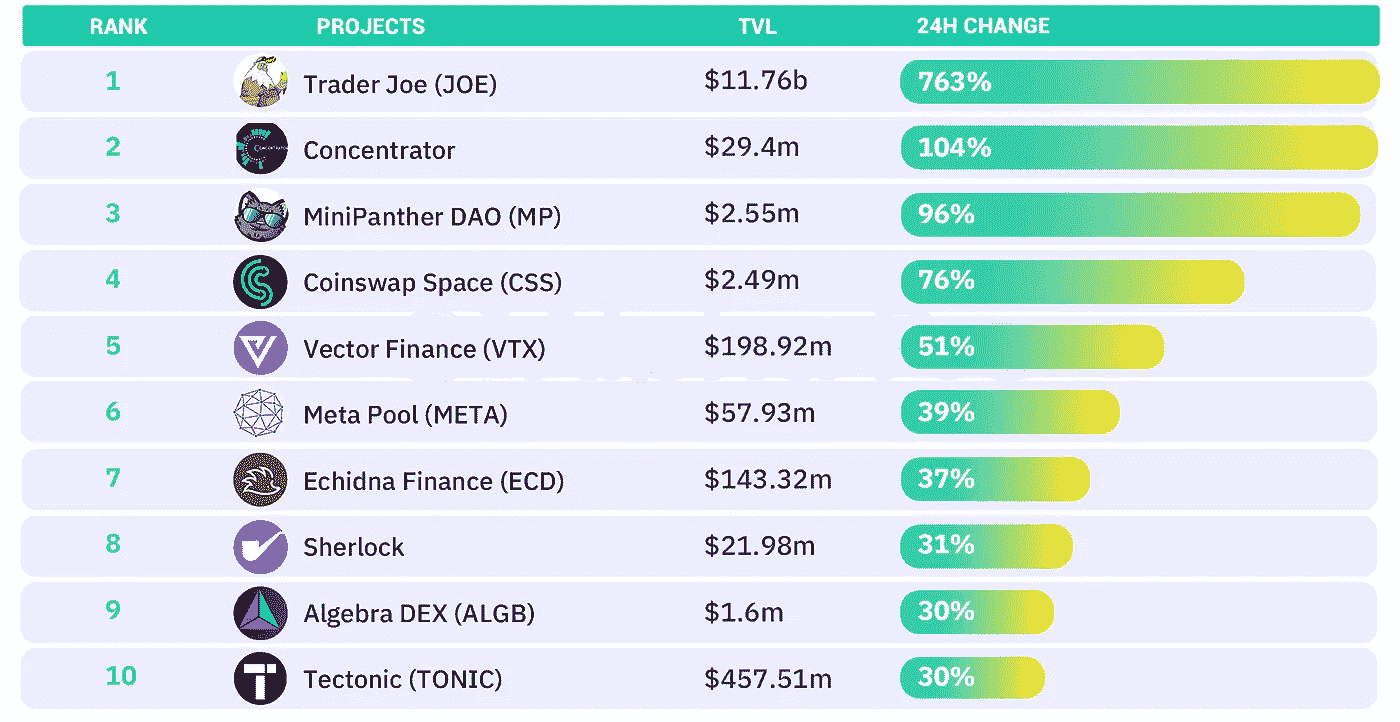 RANK PROJECTS TVL 24H CHANGE
1 Trader Joe (JOE) $11.76b 763%
2 Concentrator $29.4m 104%
3 MiniPanther DAO (MP) $2.55m 96%
4 Coinswap Space (CSS) $2.49m 76%
5 Vector Finance (VTX) $198.92m 51%
6 Meta Pool (META) $57.93m 39%
7 Echidna Finance (ECD) $143.32m 37%
8 Sherlock $21.98m 31%
9 Algebra DEX (ALGB) $1.6m 30%
10 Tectonic (TONIC) $457.51m 30%